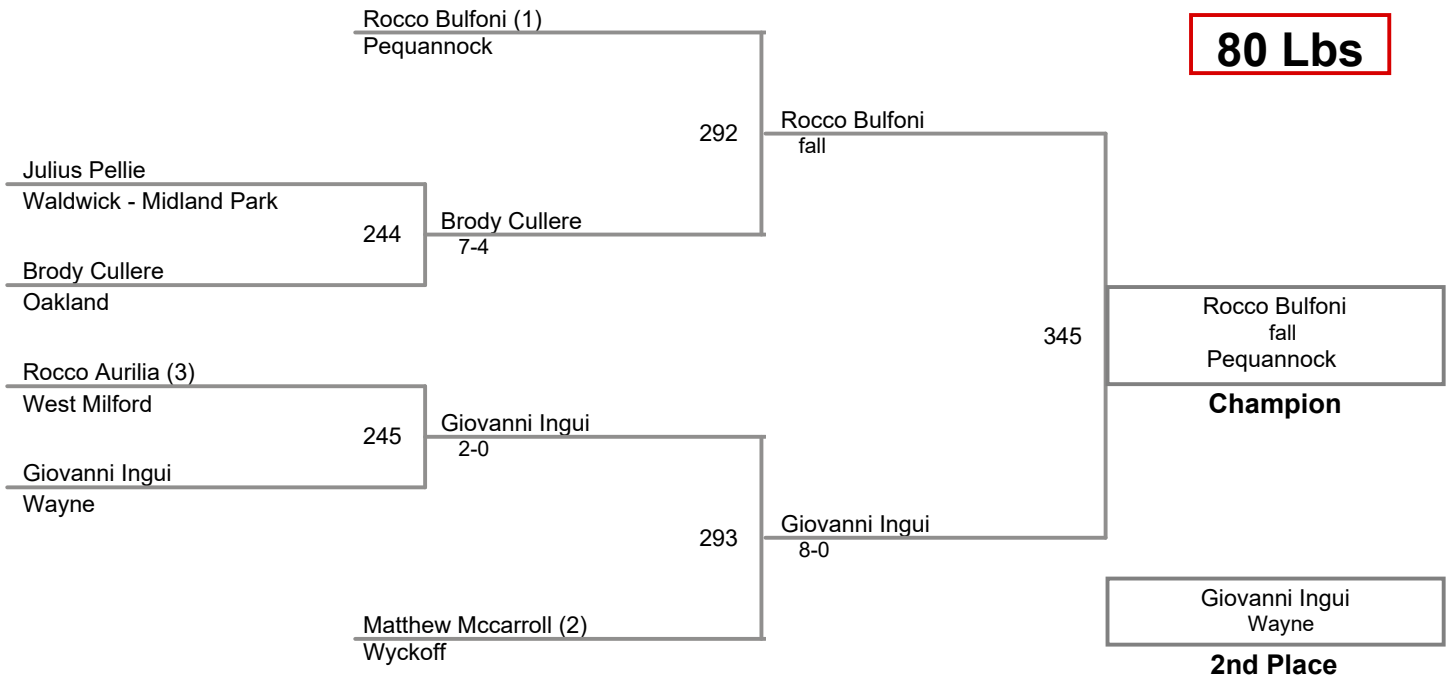 Rocco Bulfoni (1)
Pequannock
80 Lbs
292
Rocco Bulfoni
fall
Julius Pellie
Waldwick - Midland Park
244
Brody Cullere
7-4
Brody Cullere
Oakland
345
Rocco Bulfoni
fall
Pequannock
Champion
Rocco Aurilia (3)
West Milford
245
Giovanni Ingui
2-0
Giovanni Ingui
Wayne
293
Giovanni Ingui
8-0
Matthew Mccarroll (2)
Wyckoff
Giovanni Ingui
Wayne
2nd Place